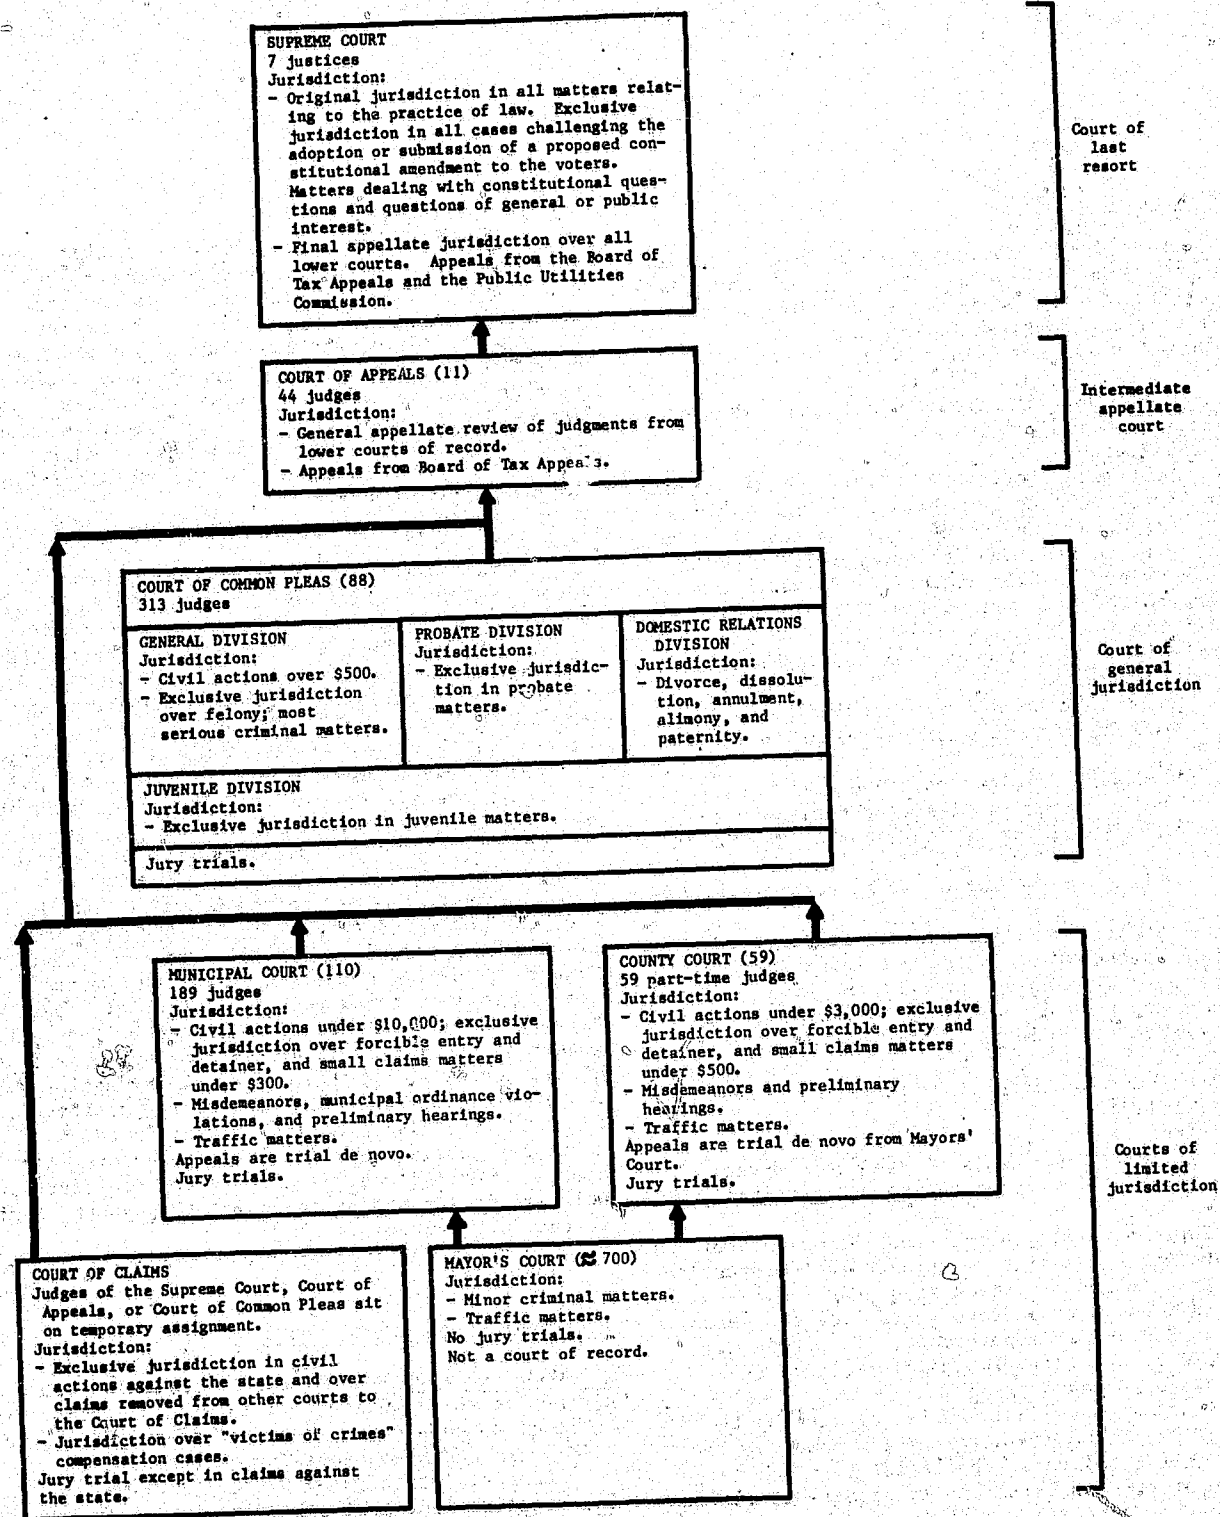 SUPREME COURT
7 justices
Jurisdiction:
- Original jurisdiction in all matters relat-
ing to the practice of law. Exclusive
jurisdiction in all cases challenging the
adoption or submission of a proposed con-
stitutional amendment to the voters.
Matters dealing with constitutional ques-
tions and questions of general or public
interest.
- Final appellate jurisdiction over all
lower courts. Appeals from the Board of
Tax Appeals and the Public Utilities
Commission.
Court of
last
resort
COURT OF APPEALS (11)
44 judges
Jurisdiction:
- General appellate review of judgments from
lower courts of record.
- Appeals from Board of Tax Appeals.
Intermediate
appellate
court
COURT OF COMMON PLEAS (88)
313 judges
GENERAL DIVISION
Jurisdiction:
- Civil actions over $500.
- Exclusive jurisdiction
over felony; most
serious criminal matters.
PROBATE DIVISION
Jurisdiction:
- Exclusive jurisdic-
tion in probate
matters.
DOMESTIC RELATIONS
DIVISION
Jurisdiction:
- Divorce, dissolu-
tion, annulment,
alimony, and
paternity.
JUVENILE DIVISION
Jurisdiction:
- Exclusive jurisdiction in juvenile matters.
Jury trials.
Court of
general
jurisdiction
MUNICIPAL COURT (110)
189 judges
Jurisdiction:
- Civil actions under $10,000; exclusive
jurisdiction over forcible entry and
detainer, and small claims matters
under $300.
- Misdemeanors, municipal ordinance vio-
lations, and preliminary hearings.
- Traffic matters.
Appeals are trial de novo.
Jury trials.
COUNTY COURT (59)
59 part-time judges
Jurisdiction:
- Civil actions under $3,000; exclusive
jurisdiction over forcible entry and
detainer, and small claims matters
under $500.
- Misdemeanors and preliminary
hearings.
- Traffic matters.
Appeals are trial de novo from Mayors'
Court.
Jury trials.
COURT OF CLAIMS
Judges of the Supreme Court, Court of
Appeals, or Court of Common Pleas sit
on temporary assignment.
Jurisdiction:
- Exclusive jurisdiction in civil
actions against the state and over
claims removed from other courts to
the Court of Claims.
- Jurisdiction over "victims of crimes"
compensation cases.
Jury trial except in claims against
the state.
MAYOR'S COURT (≈ 700)
Jurisdiction:
- Minor criminal matters.
- Traffic matters.
No jury trials.
Not a court of record.
Courts of
limited
jurisdiction